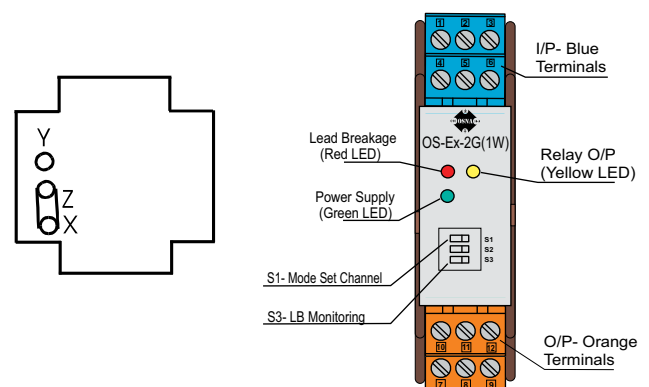 Y
Z
X
1 2 3
4 5 6
I/P- Blue
Terminals
OS-Ex-2G(1W)
Lead Breakage
(Red LED)
Relay O/P
(Yellow LED)
Power Supply
(Green LED)
S1
S2
S3
S1- Mode Set Channel
S3- LB Monitoring
10 11 12
O/P- Orange
Terminals
7 8 9